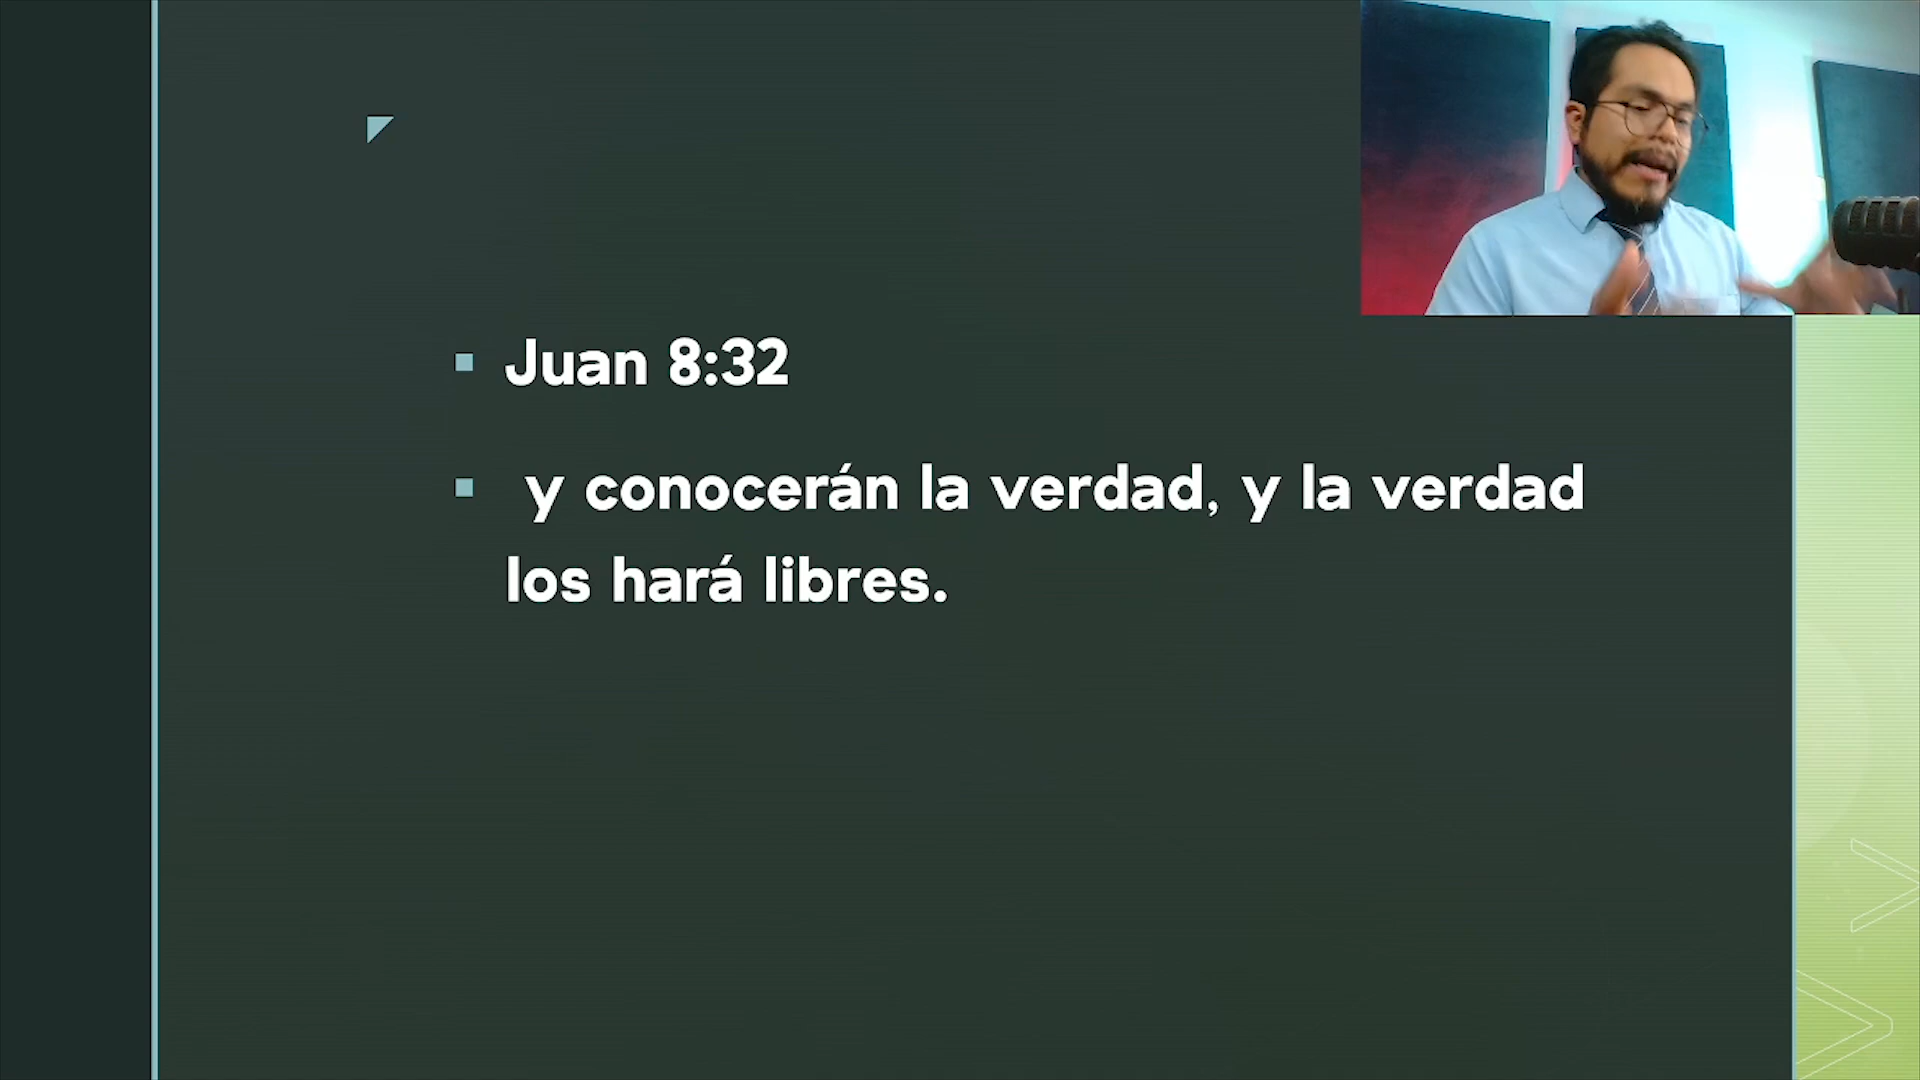 Juan 8:32
y conocerán la verdad, y la verdad
los hará libres.